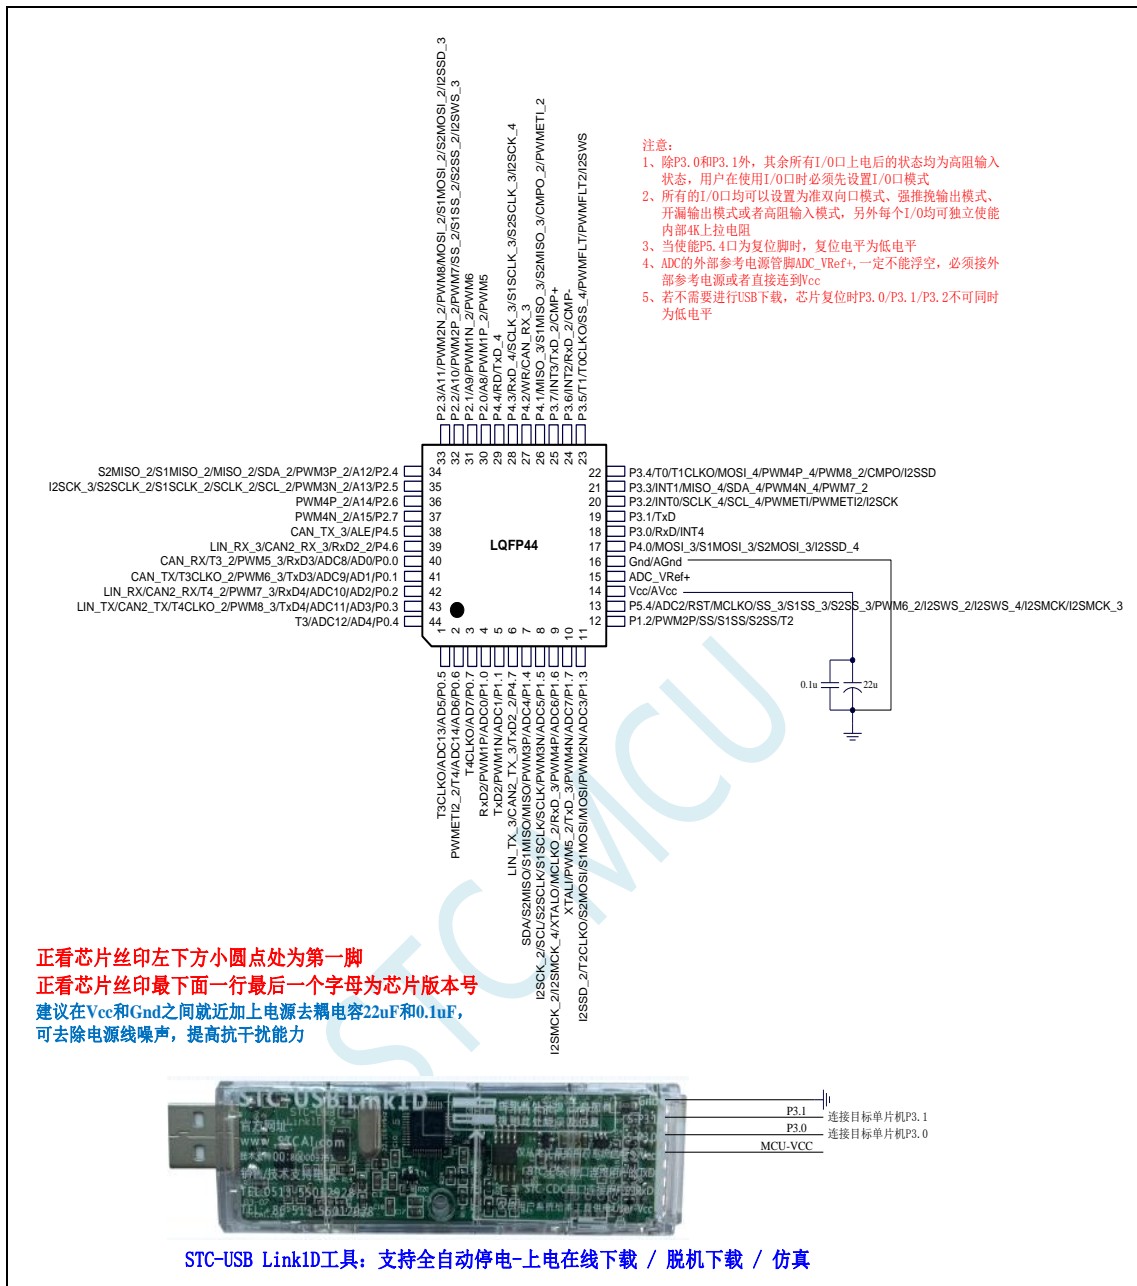 P2.3/A11/PWM2N_2/PWM8/MOSI_2/S1MOSI_2/S2MOSI_2/I2SSD_3
P2.2/A10/PWM2P_2/PWM7/SS_2/S1SS_2/S2SS_2/I2SWS_3
P2.1/A9/PWM1N_2/PWM6
P2.0/A8/PWM1P_2/PWM5
P4.4/RD/TxD_4
P4.3/RxD_4/SCLK_3/S1SCLK_3/S2SCLK_3/I2SCK_4
P4.2/WR/CAN_RX_3
P4.1/MISO_3/S1MISO_3/S2MISO_3/CMPO_2/PWMETI_2
P3.7/INT3/TxD_2/CMP+
P3.6/INT2/RxD_2/CMP-
P3.5/T1/T0CLKO/SS_4/PWMFLT/PWMFLT2/I2SWS
注意：
1、除P3.0和P3.1外，其余所有I/O口上电后的状态均为高阻输入
状态，用户在使用I/O口时必须先设置I/O口模式
2、所有的I/O口均可以设置为准双向口模式、强推挽输出模式、
开漏输出模式或者高阻输入模式，另外每个I/O均可独立使能
内部4K上拉电阻
3、当使能P5.4口为复位脚时，复位电平为低电平
4、ADC的外部参考电源管脚ADC_VRef+,一定不能浮空，必须接外
部参考电源或者直接连到Vcc
5、若不需要进行USB下载，芯片复位时P3.0/P3.1/P3.2不可同时
为低电平
33 32 31 30 29 28 27 26 25 24 23
S2MISO_2/S1MISO_2/MISO_2/SDA_2/PWM3P_2/A12/P2.4 34
I2SCK_3/S2SCLK_2/S1SCLK_2/SCLK_2/SCL_2/PWM3N_2/A13/P2.5 35
PWM4P_2/A14/P2.6 36
PWM4N_2/A15/P2.7 37
CAN_TX_3/ALE/P4.5 38
LIN_RX_3/CAN2_RX_3/RxD2_2/P4.6 39
CAN_RX/T3_2/PWM5_3/RxD3/ADC8/AD0/P0.0 40
CAN_TX/T3CLKO_2/PWM6_3/TxD3/ADC9/AD1/P0.1 41
LIN_RX/CAN2_RX/T4_2/PWM7_3/RxD4/ADC10/AD2/P0.2 42
LIN_TX/CAN2_TX/T4CLKO_2/PWM8_3/TxD4/ADC11/AD3/P0.3 43
T3/ADC12/AD4/P0.4 44
LQFP44
22 P3.4/T0/T1CLKO/MOSI_4/PWM4P_4/PWM8_2/CMPO/I2SSD
21 P3.3/INT1/MISO_4/SDA_4/PWM4N_4/PWM7_2
20 P3.2/INT0/SCLK_4/SCL_4/PWMETI/PWMETI2/I2SCK
19 P3.1/TxD
18 P3.0/RxD/INT4
17 P4.0/MOSI_3/S1MOSI_3/S2MOSI_3/I2SSD_4
16 Gnd/AGnd
15 ADC_VRef+
14 Vcc/AVcc
13 P5.4/ADC2/RST/MCLKO/SS_3/S1SS_3/S2SS_3/PWM6_2/I2SWS_2/I2SWS_4/I2SMCK/I2SMCK_3
12 P1.2/PWM2P/SS/S1SS/S2SS/T2
1 2 3 4 5 6 7 8 9 10 11
T3CLKO/ADC13/AD5/P0.5
PWMETI2_2/T4/ADC14/AD6/P0.6
T4CLKO/AD7/P0.7
RxD2/PWM1P/ADC0/P1.0
TxD2/PWM1N/ADC1/P1.1
LIN_TX_3/CAN2_TX_3/TxD2_2/P4.7
SDA/S2MISO/S1MISO/MISO/PWM3P/ADC4/P1.4
I2SCK_2/SCL/S2SCLK/S1SCLK/SCLK/PWM3N/ADC5/P1.5
I2SMCK_2/I2SMCK_4/XTALO/MCLKO_2/RxD_3/PWM4P/ADC6/P1.6
XTALI/PWM5_2/TxD_3/PWM4N/ADC7/P1.7
I2SSD_2/T2CLKO/S2MOSI/S1MOSI/MOSI/PWM2N/ADC3/P1.3
0.1u 22u
STC MCU
正看芯片丝印左下方小圆点处为第一脚
正看芯片丝印最下面一行最后一个字母为芯片版本号
建议在Vcc和Gnd之间就近加上电源去耦电容22uF和0.1uF，
可去除电源线噪声，提高抗干扰能力
STC-USB Link1D
官方网址:
www.STCAI.com
P3.1 连接目标单片机P3.1
P3.0 连接目标单片机P3.0
MCU-VCC
STC-USB Link1D工具：支持全自动停电-上电在线下载 / 脱机下载 / 仿真